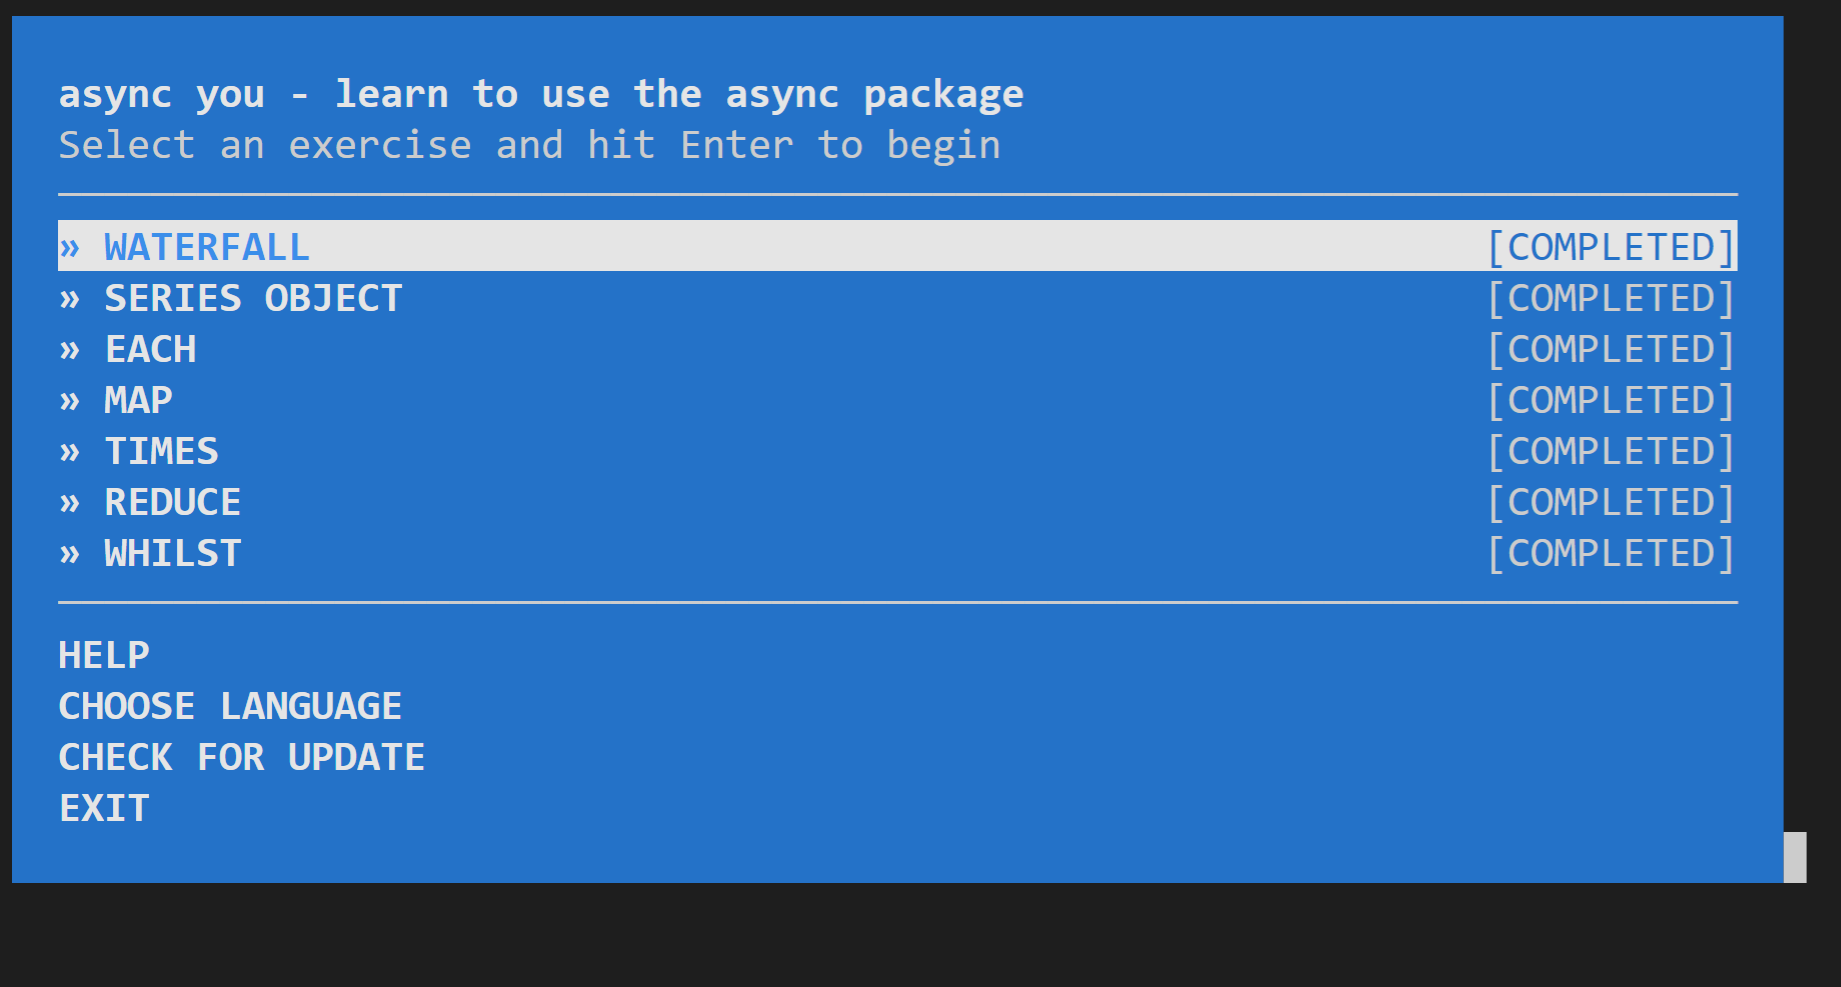 async you - learn to use the async package
Select an exercise and hit Enter to begin
» WATERFALL [COMPLETED]
» SERIES OBJECT [COMPLETED]
» EACH [COMPLETED]
» MAP [COMPLETED]
» TIMES [COMPLETED]
» REDUCE [COMPLETED]
» WHILST [COMPLETED]
HELP
CHOOSE LANGUAGE
CHECK FOR UPDATE
EXIT